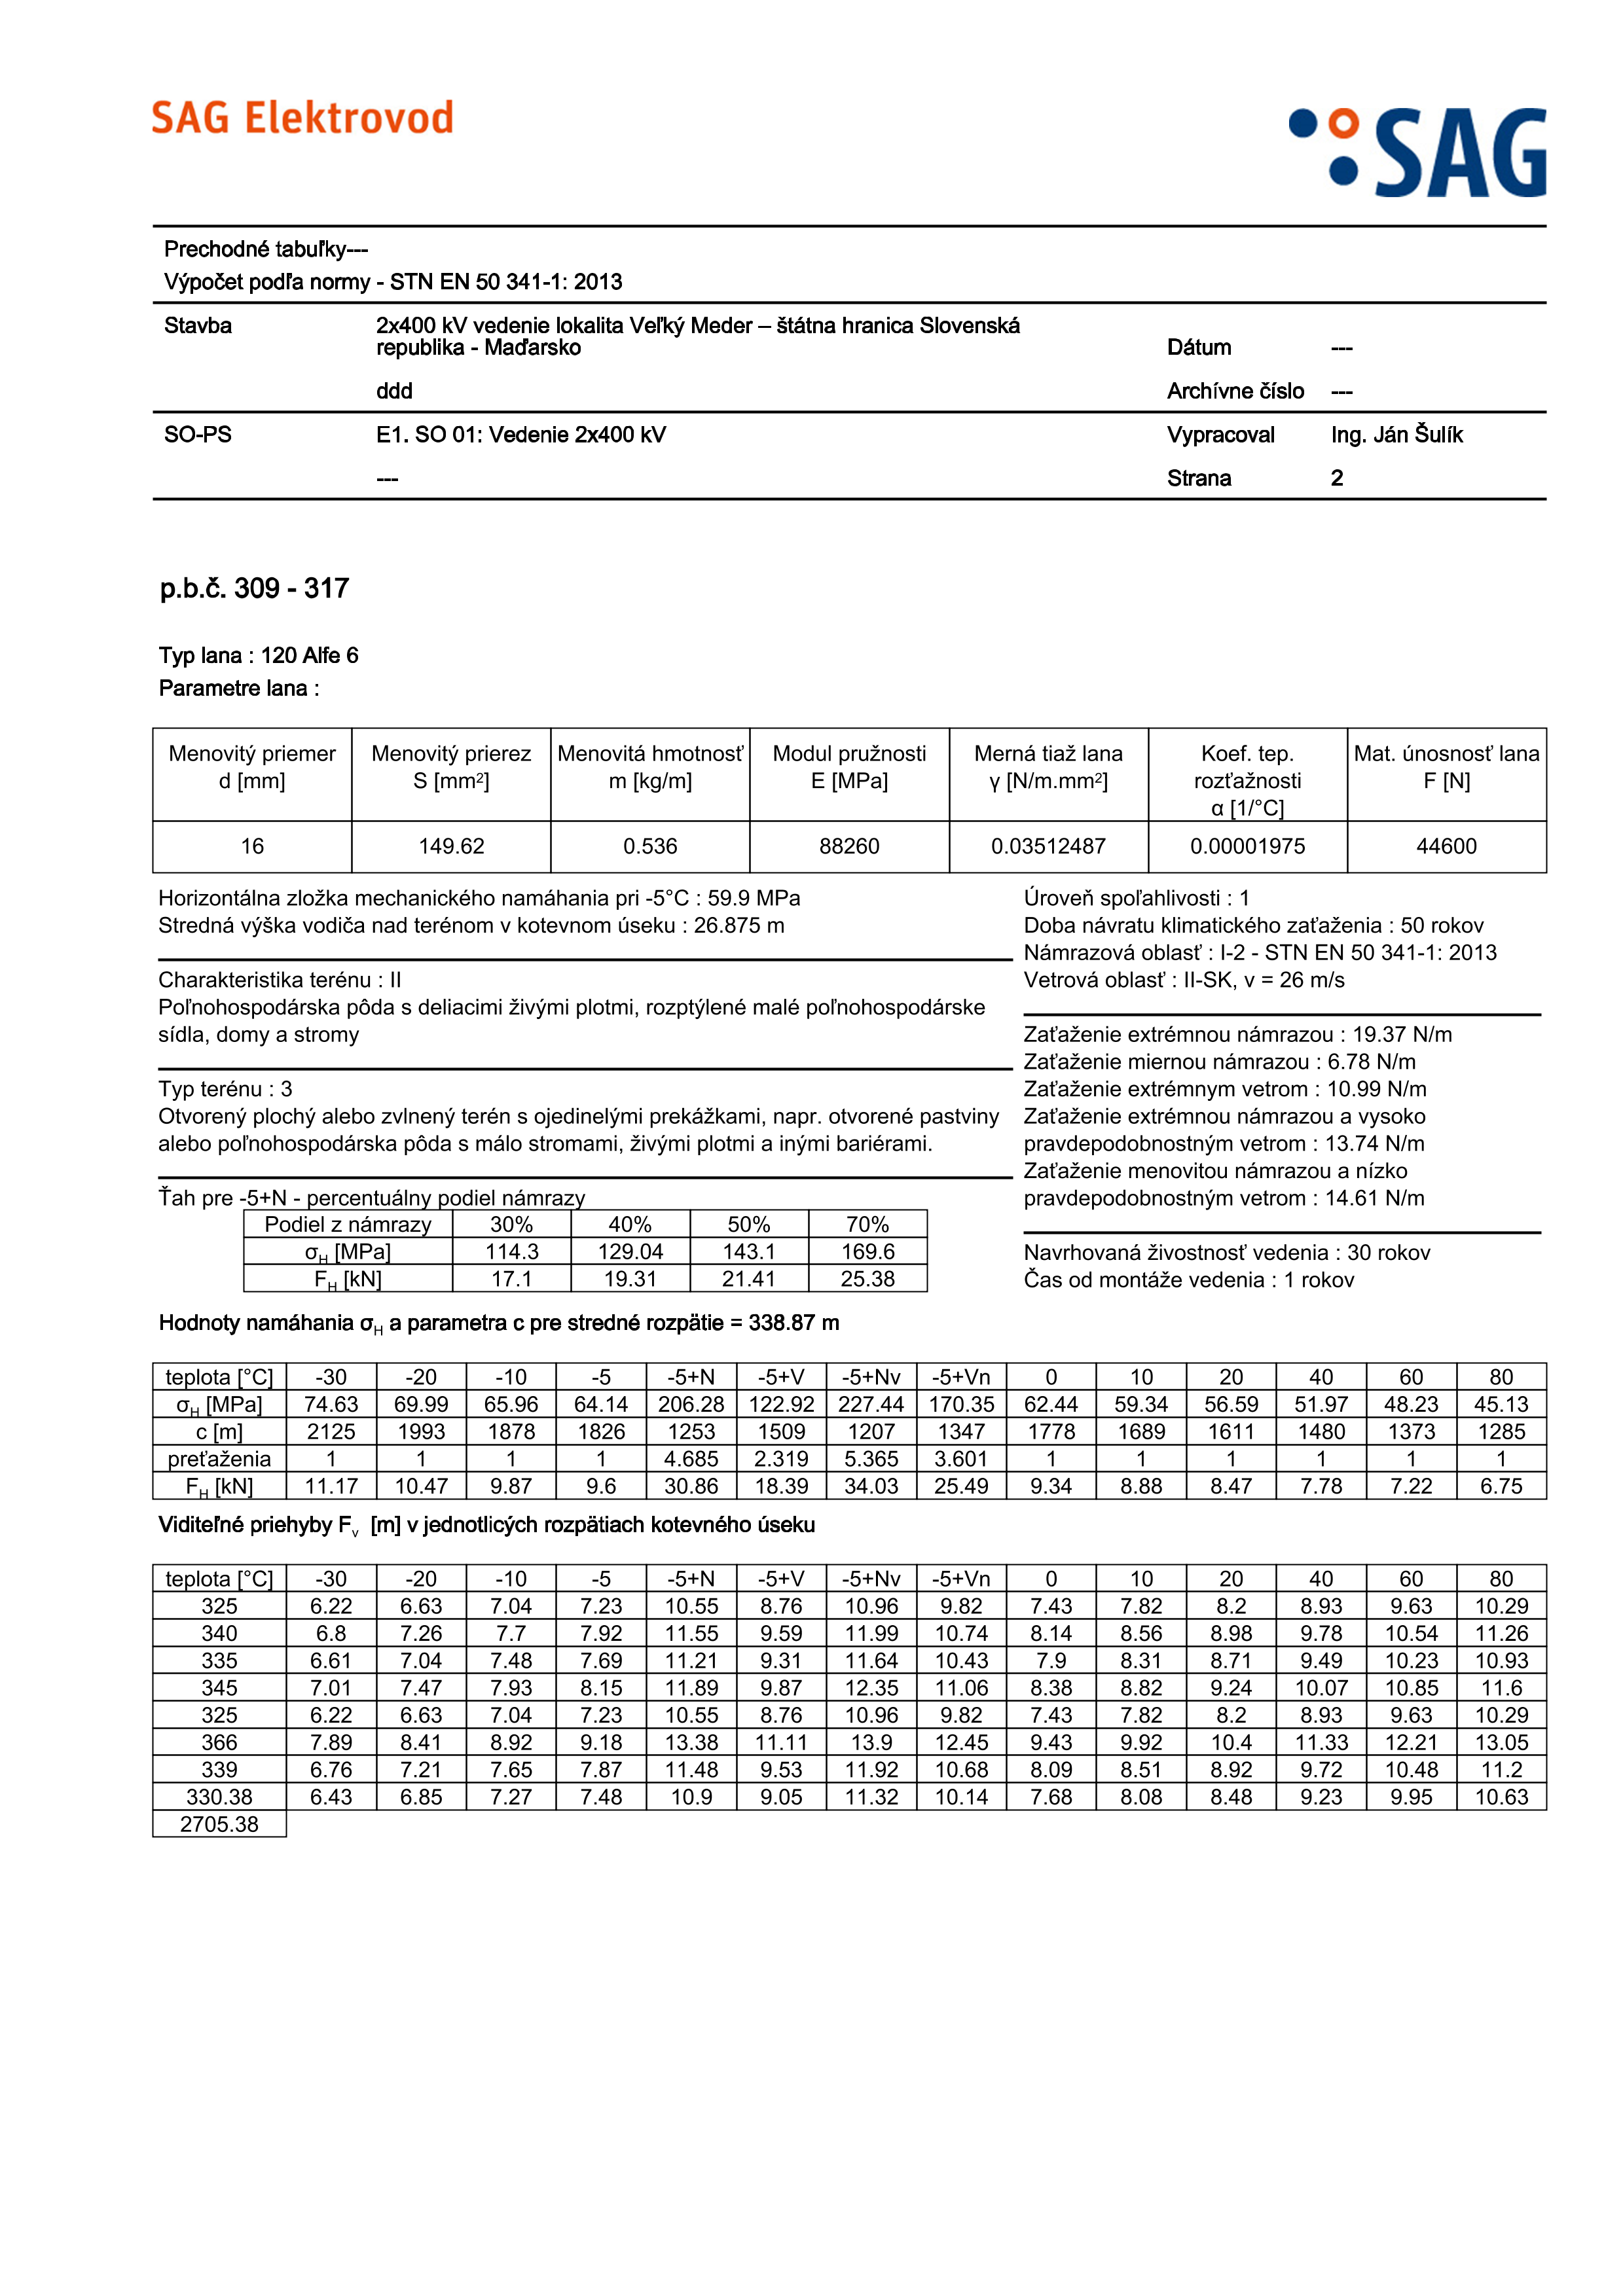 SAG Elektrovod
SAG
Prechodné tabuľky---
Výpočet podľa normy - STN EN 50 341-1: 2013
Stavba 2x400 kV vedenie lokalita Veľký Meder – štátna hranica Slovenská
republika - Maďarsko Dátum ---
ddd Archívne číslo ---
SO-PS E1. SO 01: Vedenie 2x400 kV Vypracoval Ing. Ján Šulík
--- Strana 2
p.b.č. 309 - 317
Typ lana : 120 Alfe 6
Parametre lana :
Menovitý priemer Menovitý prierez Menovitá hmotnosť Modul pružnosti Merná tiaž lana Koef. tep. Mat. únosnosť lana
d [mm] S [mm²] m [kg/m] E [MPa] γ [N/m.mm²] rozťažnosti F [N]
α [1/°C]
16 149.62 0.536 88260 0.03512487 0.00001975 44600
Horizontálna zložka mechanického namáhania pri -5°C : 59.9 MPa
Stredná výška vodiča nad terénom v kotevnom úseku : 26.875 m
Charakteristika terénu : II
Poľnohospodárska pôda s deliacimi živými plotmi, rozptýlené malé poľnohospodárske
sídla, domy a stromy
Typ terénu : 3
Otvorený plochý alebo zvlnený terén s ojedinelými prekážkami, napr. otvorené pastviny
alebo poľnohospodárska pôda s málo stromami, živými plotmi a inými bariérami.
Ťah pre -5+N - percentuálny podiel námrazy
Podiel z námrazy 30% 40% 50% 70%
σH [MPa] 114.3 129.04 143.1 169.6
FH [kN] 17.1 19.31 21.41 25.38
Úroveň spoľahlivosti : 1
Doba návratu klimatického zaťaženia : 50 rokov
Námrazová oblasť : I-2 - STN EN 50 341-1: 2013
Vetrová oblasť : II-SK, v = 26 m/s
Zaťaženie extrémnou námrazou : 19.37 N/m
Zaťaženie miernou námrazou : 6.78 N/m
Zaťaženie extrémnym vetrom : 10.99 N/m
Zaťaženie extrémnou námrazou a vysoko
pravdepodobnostným vetrom : 13.74 N/m
Zaťaženie menovitou námrazou a nízko
pravdepodobnostným vetrom : 14.61 N/m
Navrhovaná živostnosť vedenia : 30 rokov
Čas od montáže vedenia : 1 rokov
Hodnoty namáhania σH a parametra c pre stredné rozpätie = 338.87 m
teplota [°C] -30 -20 -10 -5 -5+N -5+V -5+Nv -5+Vn 0 10 20 40 60 80
σH [MPa] 74.63 69.99 65.96 64.14 206.28 122.92 227.44 170.35 62.44 59.34 56.59 51.97 48.23 45.13
c [m] 2125 1993 1878 1826 1253 1509 1207 1347 1778 1689 1611 1480 1373 1285
preťaženia 1 1 1 1 4.685 2.319 5.365 3.601 1 1 1 1 1 1
FH [kN] 11.17 10.47 9.87 9.6 30.86 18.39 34.03 25.49 9.34 8.88 8.47 7.78 7.22 6.75
Viditeľné priehyby Fv [m] v jednotlicých rozpätiach kotevného úseku
teplota [°C] -30 -20 -10 -5 -5+N -5+V -5+Nv -5+Vn 0 10 20 40 60 80
325 6.22 6.63 7.04 7.23 10.55 8.76 10.96 9.82 7.43 7.82 8.2 8.93 9.63 10.29
340 6.8 7.26 7.7 7.92 11.55 9.59 11.99 10.74 8.14 8.56 8.98 9.78 10.54 11.26
335 6.61 7.04 7.48 7.69 11.21 9.31 11.64 10.43 7.9 8.31 8.71 9.49 10.23 10.93
345 7.01 7.47 7.93 8.15 11.89 9.87 12.35 11.06 8.38 8.82 9.24 10.07 10.85 11.6
325 6.22 6.63 7.04 7.23 10.55 8.76 10.96 9.82 7.43 7.82 8.2 8.93 9.63 10.29
366 7.89 8.41 8.92 9.18 13.38 11.11 13.9 12.45 9.43 9.92 10.4 11.33 12.21 13.05
339 6.76 7.21 7.65 7.87 11.48 9.53 11.92 10.68 8.09 8.51 8.92 9.72 10.48 11.2
330.38 6.43 6.85 7.27 7.48 10.9 9.05 11.32 10.14 7.68 8.08 8.48 9.23 9.95 10.63
2705.38